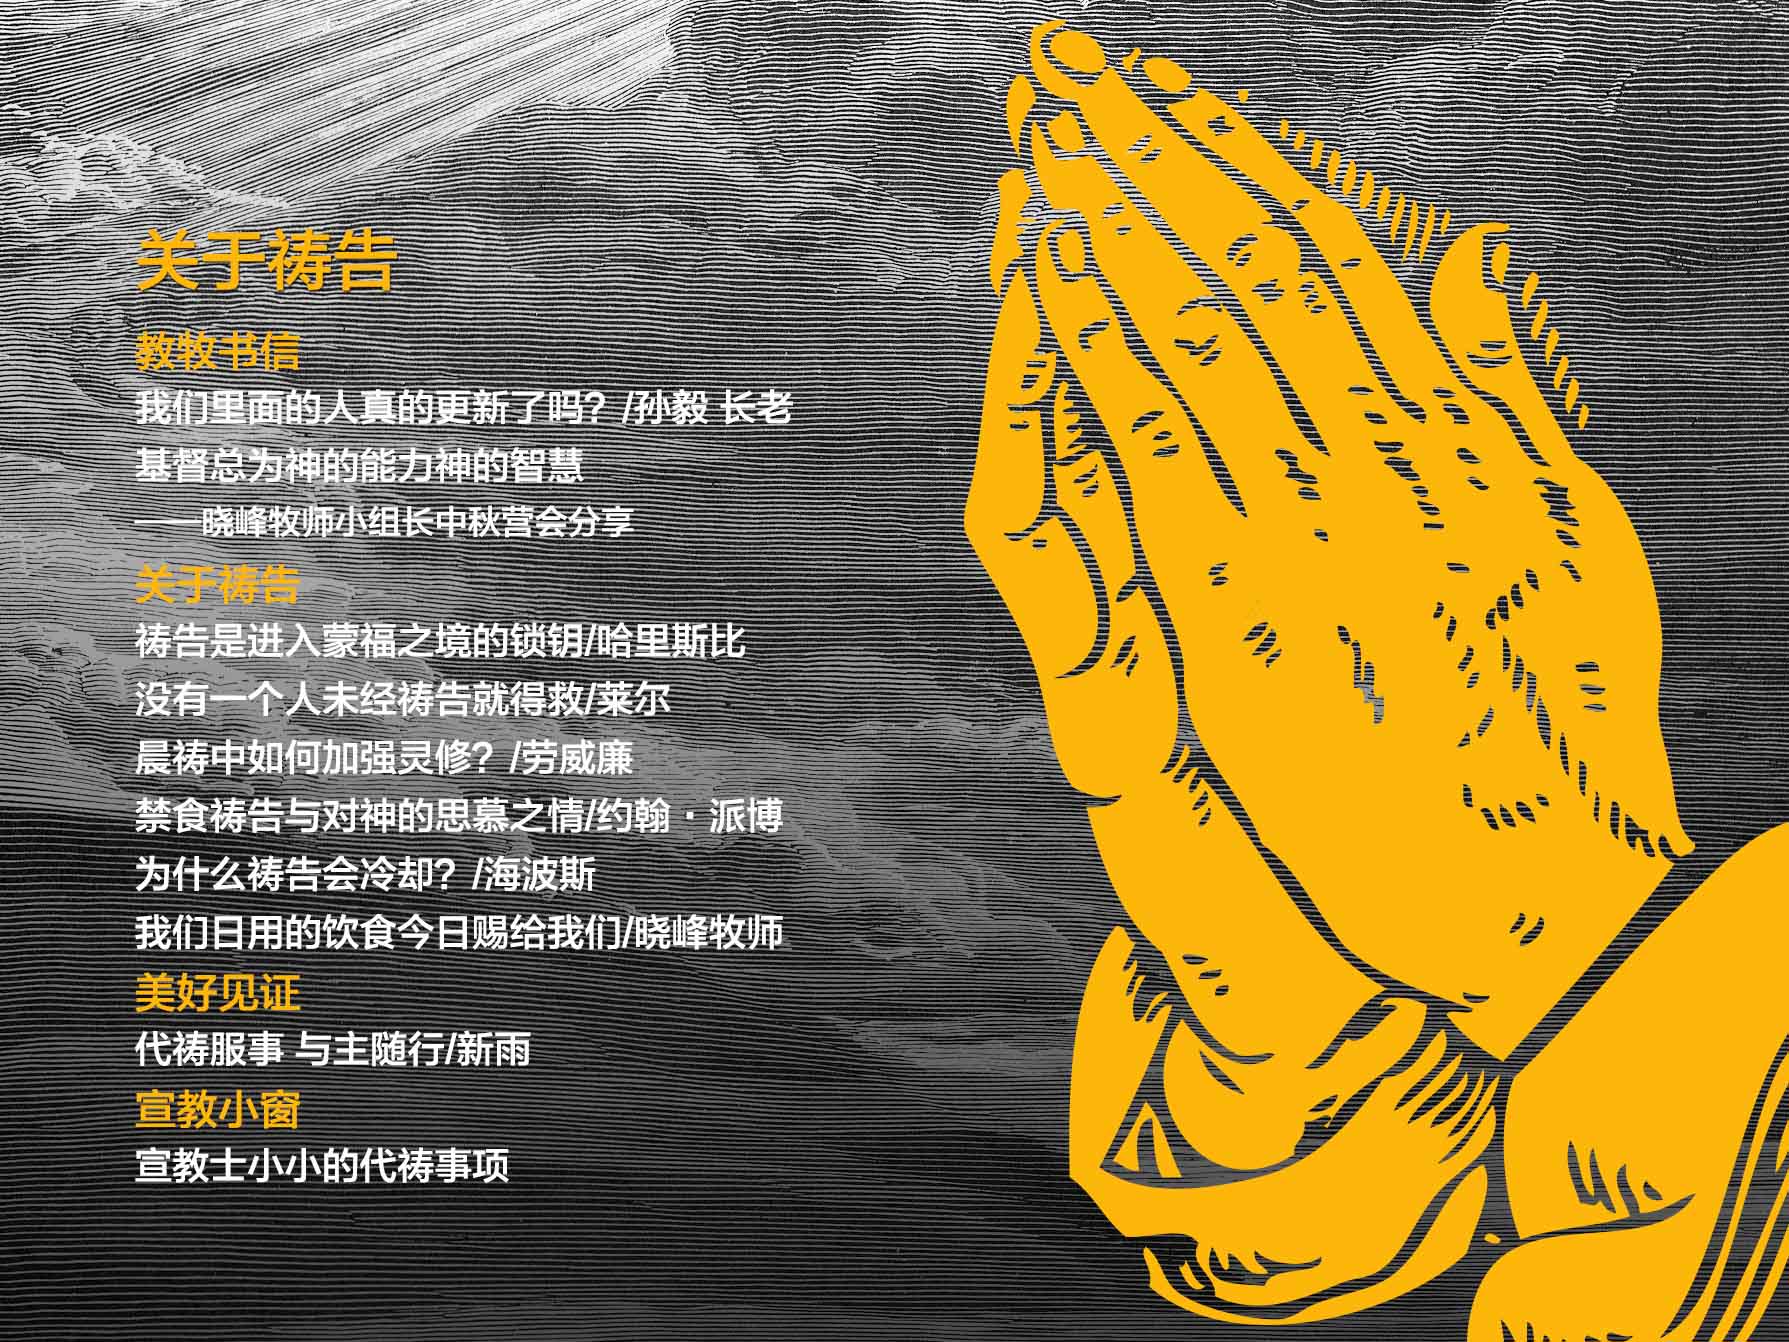 关于祷告
教牧书信
我们里面的人真的更新了吗？/孙毅 长老
基督总为神的能力神的智慧
——晓峰牧师小组长中秋营会分享
关于祷告
祷告是进入蒙福之境的锁钥/哈里斯比
没有一个人未经祷告就得救/莱尔
晨祷中如何加强灵修？/劳威廉
禁食祷告与对神的思慕之情/约翰·派博
为什么祷告会冷却？/海波斯
我们日用的饮食今日赐给我们/晓峰牧师
美好见证
代祷服事 与主随行/新雨
宣教小窗
宣教士小小的代祷事项